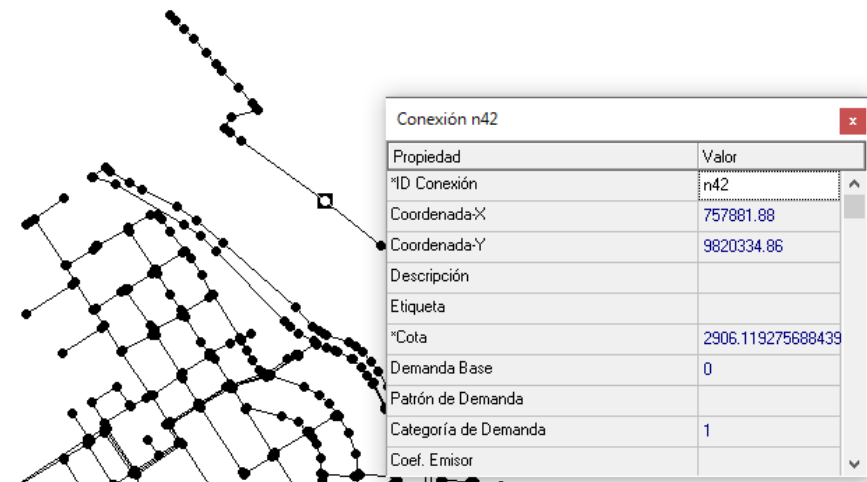 Conexión n42
x
Propiedad Valor
*ID Conexión n42
Coordenada-X 757881.88
Coordenada-Y 9820334.86
Descripción
Etiqueta
*Cota 2906.119275688439
Demanda Base 0
Patrón de Demanda
Categoría de Demanda 1
Coef. Emisor